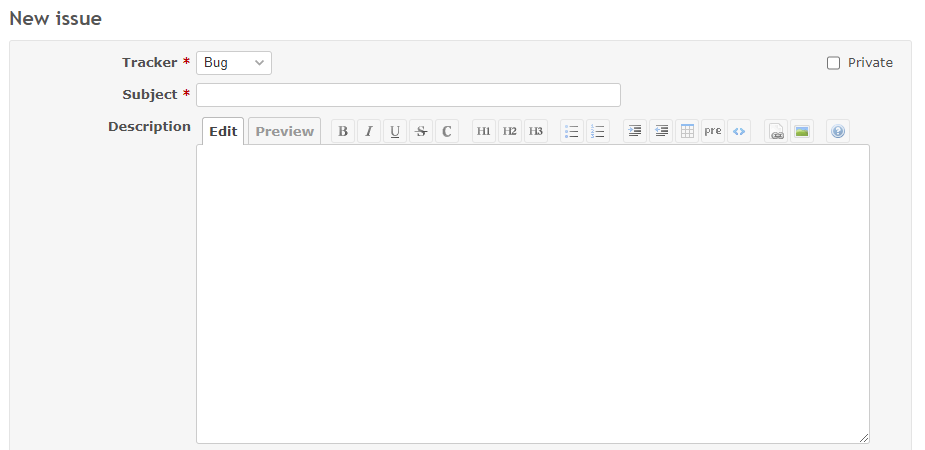 New issue
Tracker * Bug Private
Subject *
Description Edit Preview B I U S C H1 H2 H3 pre <> ?